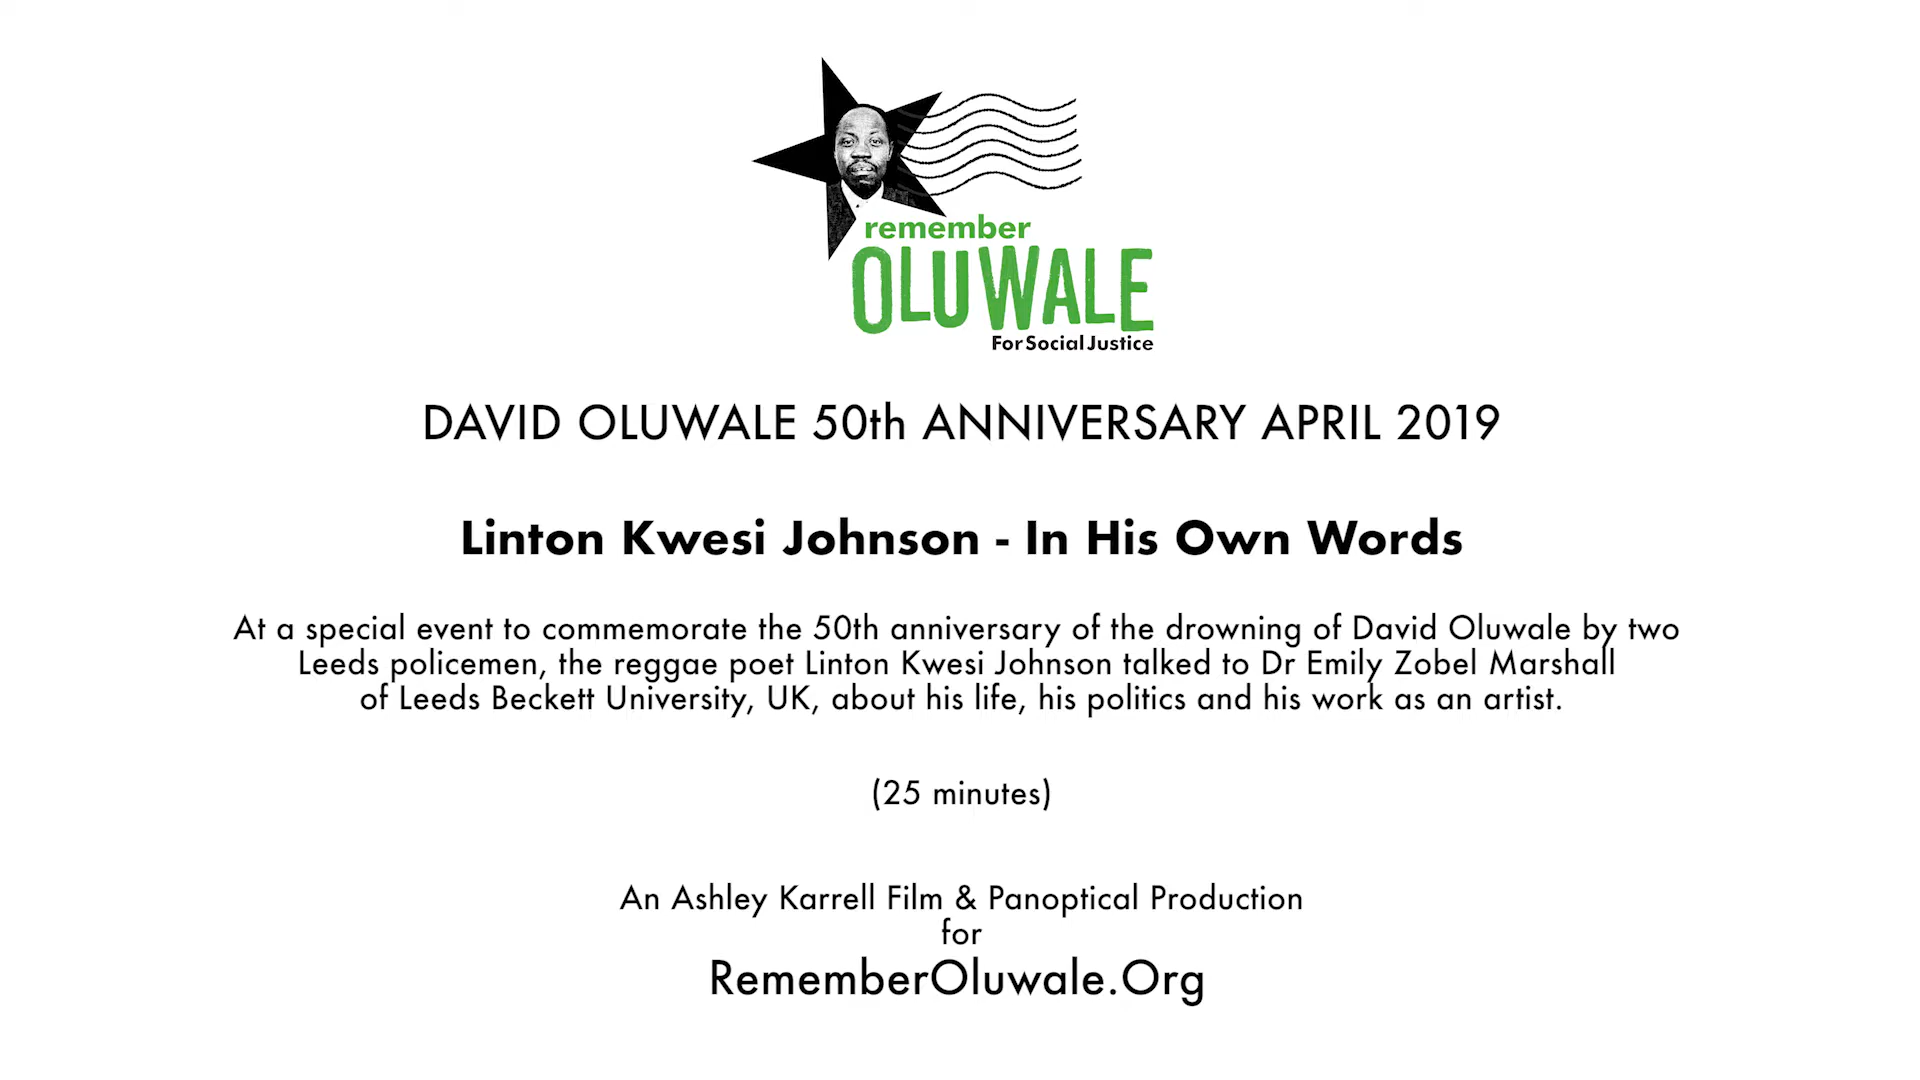 remember
OLUWALE
For Social Justice
DAVID OLUWALE 50th ANNIVERSARY APRIL 2019
Linton Kwesi Johnson - In His Own Words
At a special event to commemorate the 50th anniversary of the drowning of David Oluwale by two
Leeds policemen, the reggae poet Linton Kwesi Johnson talked to Dr Emily Zobel Marshall
of Leeds Beckett University, UK, about his life, his politics and his work as an artist.
(25 minutes)
An Ashley Karrell Film & Panoptical Production
for
RememberOluwale.Org